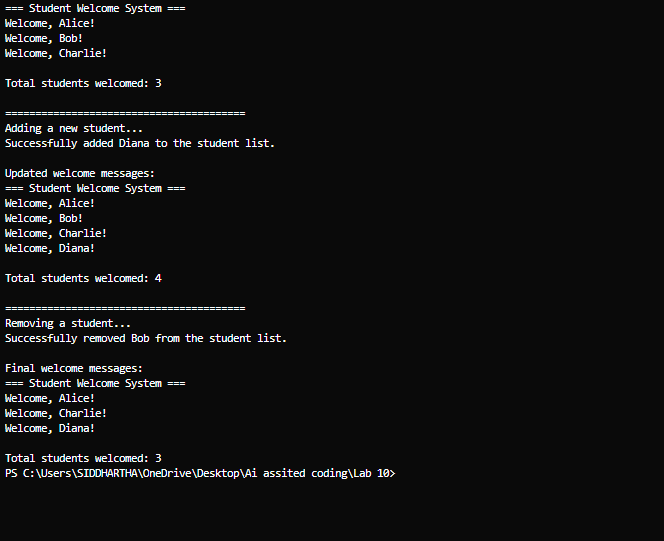 === Student Welcome System ===
Welcome, Alice!
Welcome, Bob!
Welcome, Charlie!
Total students welcomed: 3
========================================
Adding a new student...
Successfully added Diana to the student list.
Updated welcome messages:
=== Student Welcome System ===
Welcome, Alice!
Welcome, Bob!
Welcome, Charlie!
Welcome, Diana!
Total students welcomed: 4
========================================
Removing a student...
Successfully removed Bob from the student list.
Final welcome messages:
=== Student Welcome System ===
Welcome, Alice!
Welcome, Charlie!
Welcome, Diana!
Total students welcomed: 3
PS C:\Users\SIDDHARTHA\OneDrive\Desktop\Ai assited coding\Lab 10>